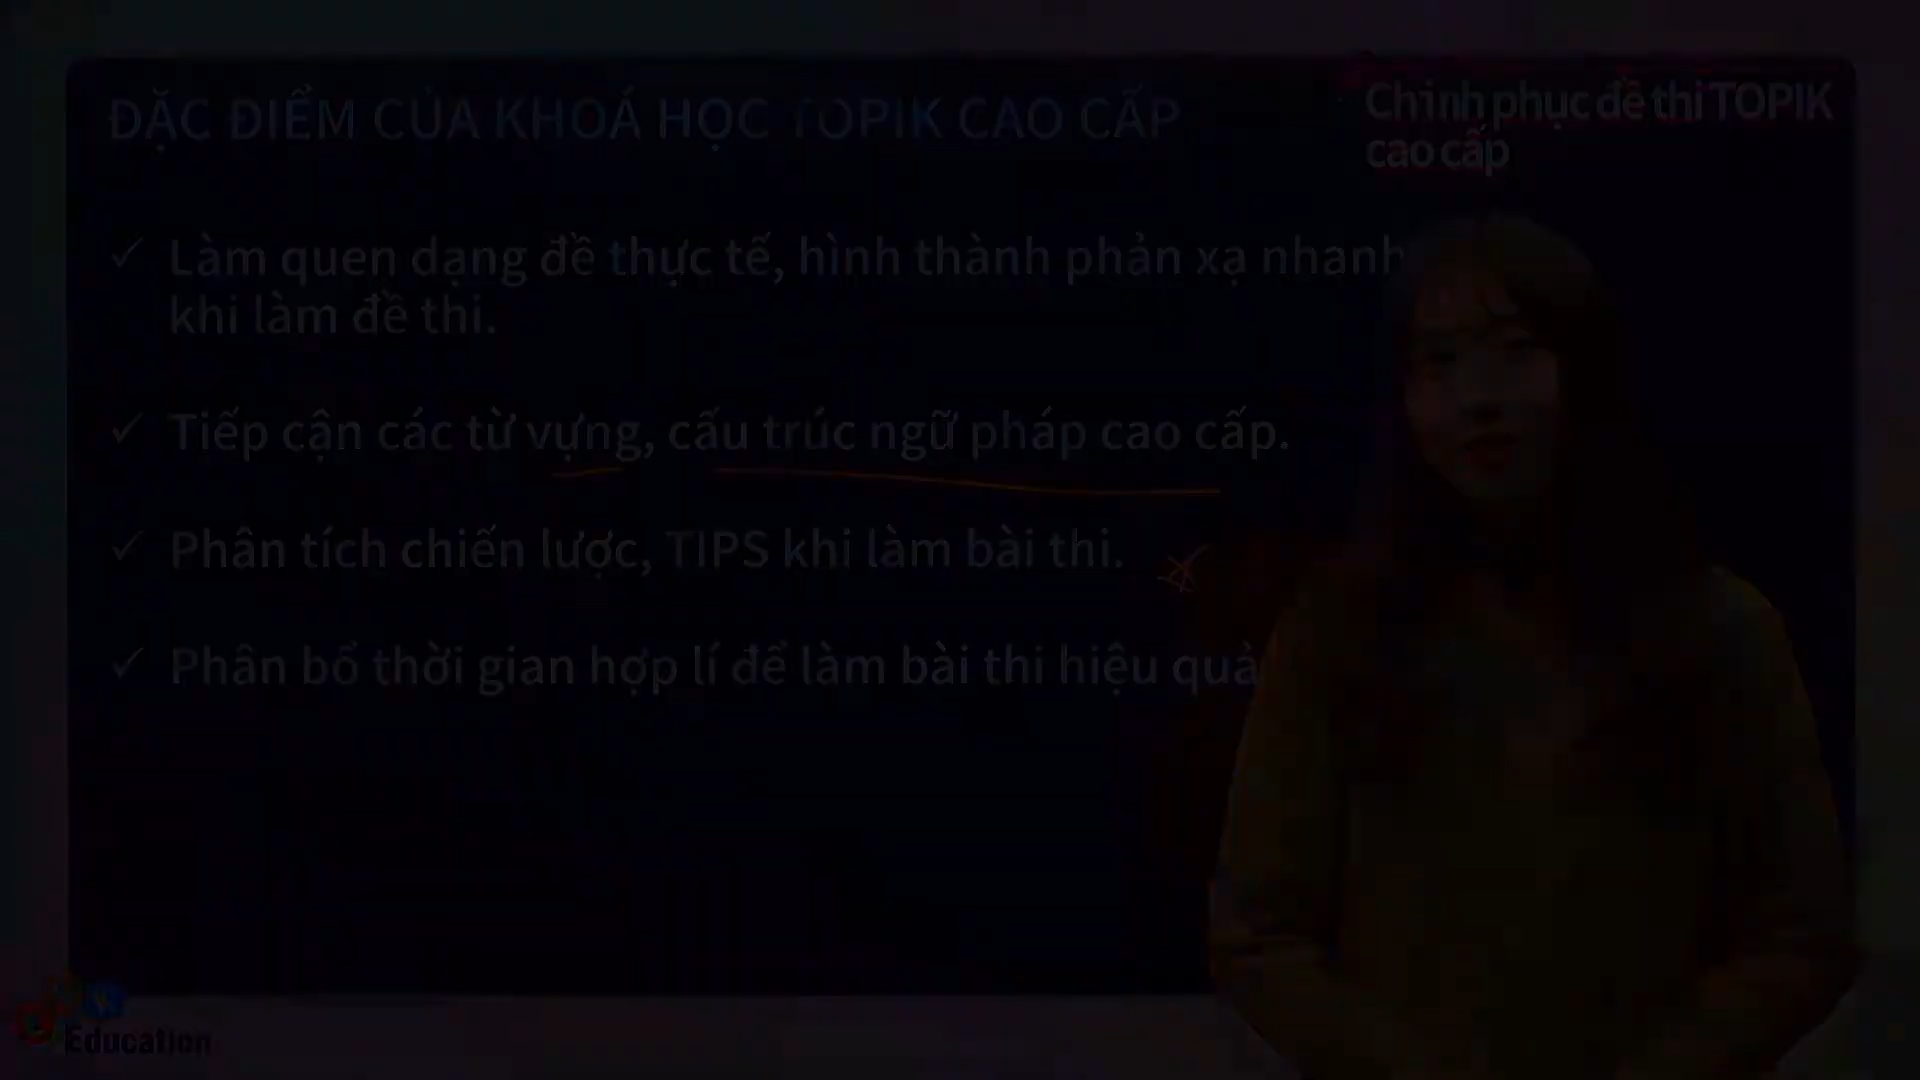 ĐẶC ĐIỂM CỦA KHOÁ HỌC TOPIK CAO CẤP
Chinh phục đề thi TOPIK
cao cấp
✓ Làm quen dạng đề thực tế, hình thành phản xạ nhanh
khi làm đề thi.
✓ Tiếp cận các từ vựng, cấu trúc ngữ pháp cao cấp.
✓ Phân tích chiến lược, TIPS khi làm bài thi.
✓ Phân bổ thời gian hợp lí để làm bài thi hiệu quả
Education